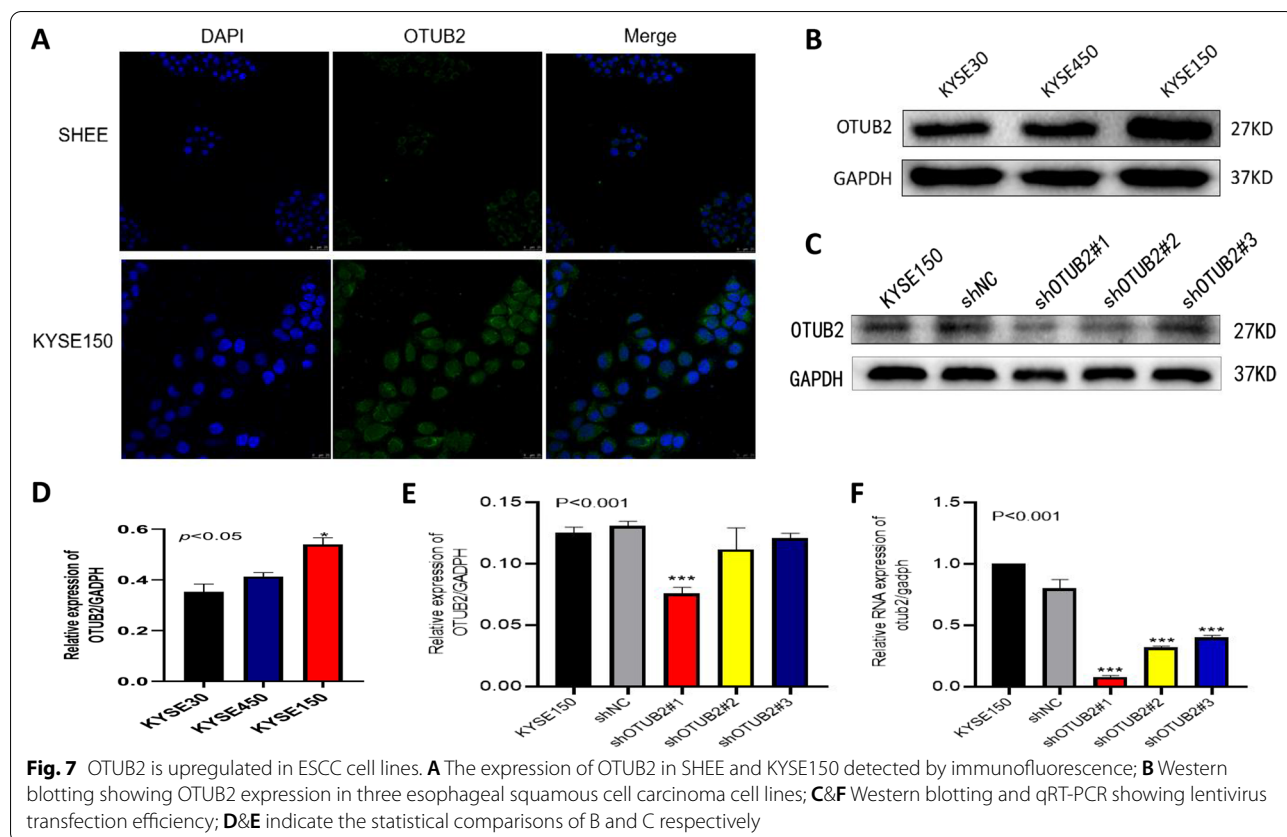 A
DAPI
OTUB2
Merge
SHEE
KYSE150
B
KYSE30
KYSE450
KYSE150
OTUB2
27KD
GAPDH
37KD
C
KYSE150
shNC
shOTUB2#1
shOTUB2#2
shOTUB2#3
OTUB2
27KD
GAPDH
37KD
D
Relative expression of
OTUB2/GADPH
p<0.05
*
0.6
0.4
0.2
0.0
KYSE30
KYSE450
KYSE150
E
Relative expression of
OTUB2/GADPH
P<0.001
***
0.15
0.10
0.05
0.00
KYSE150
shNC
shOTUB2#1
shOTUB2#2
shOTUB2#3
F
Relative RNA expression of
otub2/gadph
P<0.001
***
***
***
1.5
1.0
0.5
0.0
KYSE150
shNC
shOTUB2#1
shOTUB2#2
shOTUB2#3
Fig. 7 OTUB2 is upregulated in ESCC cell lines. A The expression of OTUB2 in SHEE and KYSE150 detected by immunofluorescence; B Western
blotting showing OTUB2 expression in three esophageal squamous cell carcinoma cell lines; C&F Western blotting and qRT-PCR showing lentivirus
transfection efficiency; D&E indicate the statistical comparisons of B and C respectively